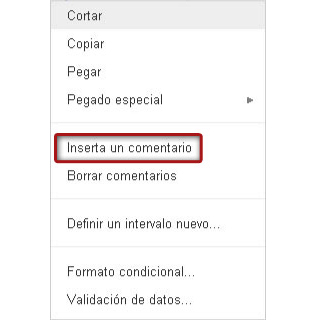 Cortar
Copiar
Pegar
Pegado especial
Inserta un comentario
Borrar comentarios
Definir un intervalo nuevo...
Formato condicional...
Validación de datos...